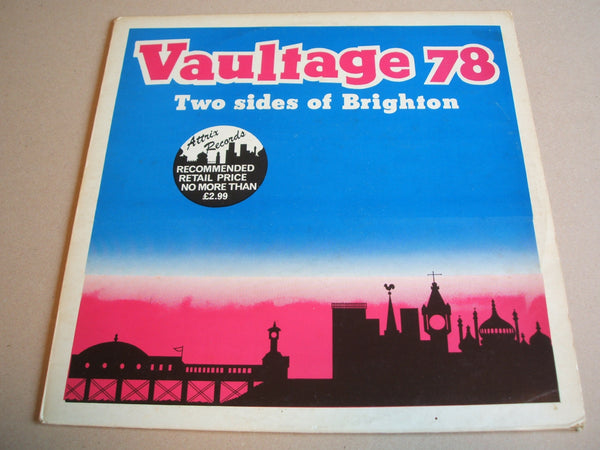 Vaultage 78
Two sides of Brighton
Attrix
Records
RECOMMENDED
RETAIL PRICE
NO MORE THAN
£2.99